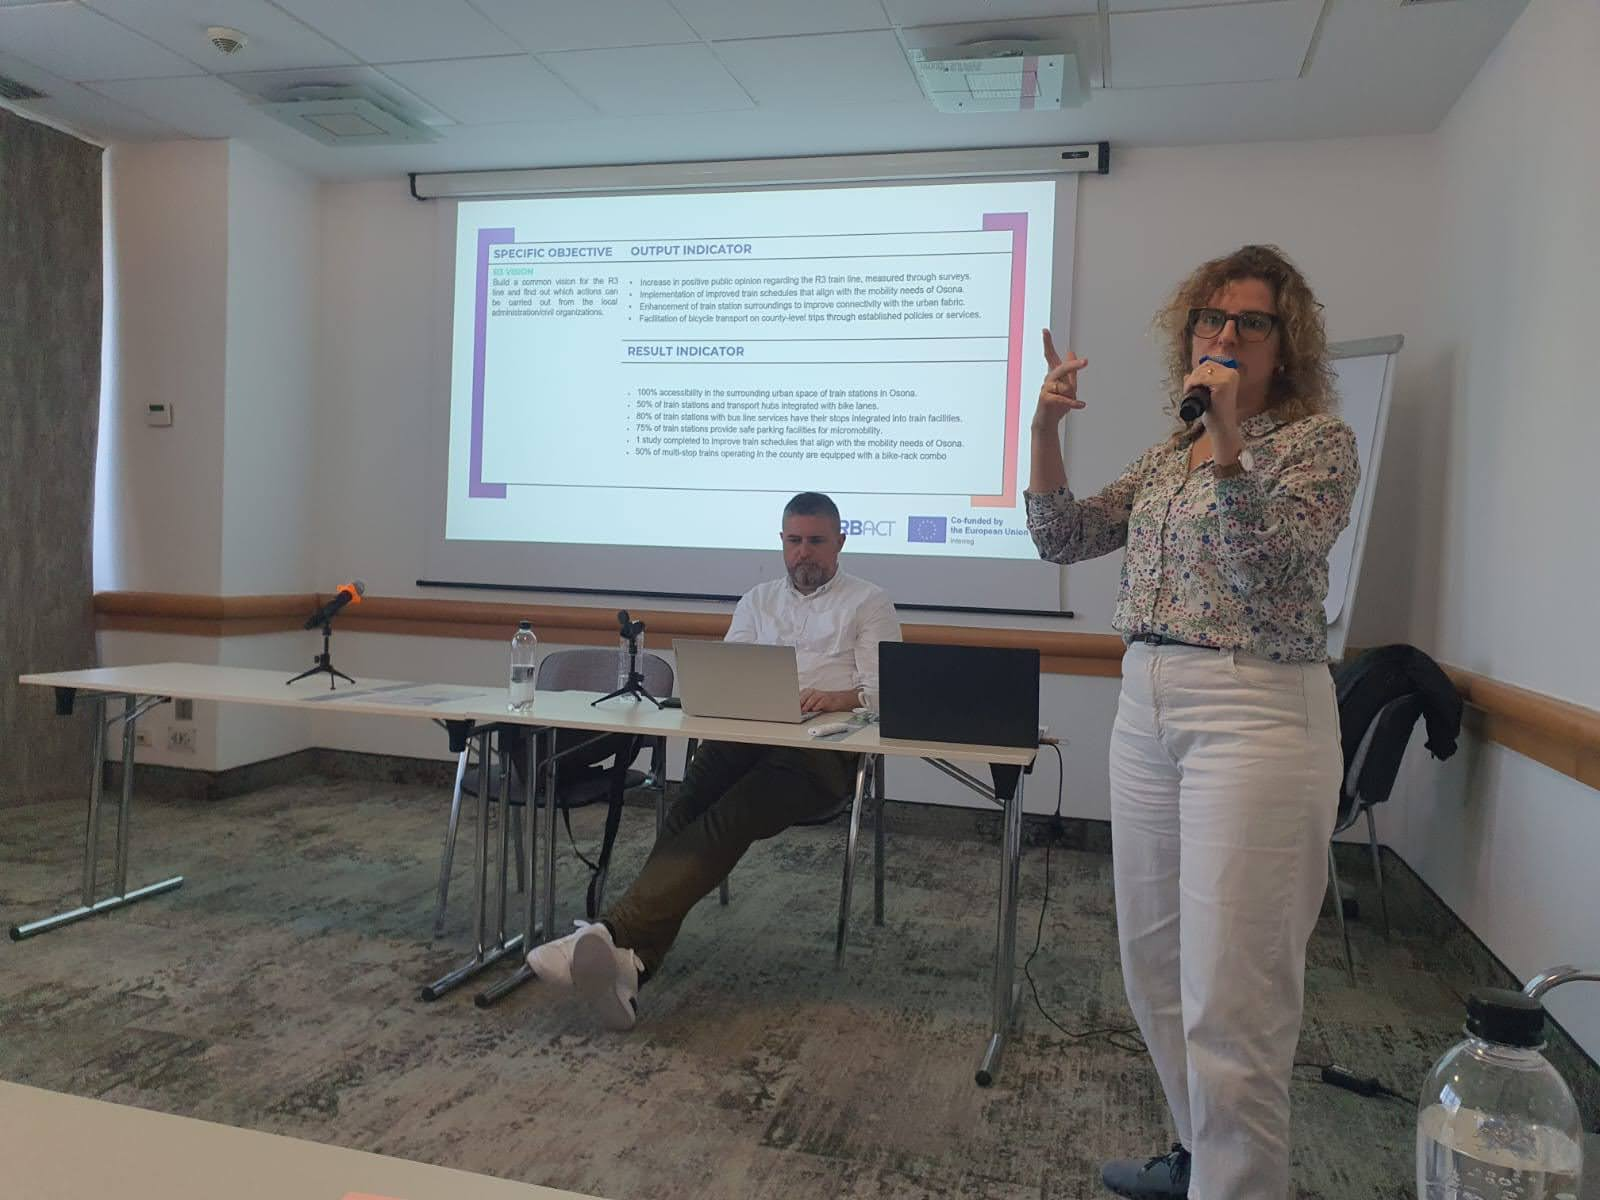 SPECIFIC OBJECTIVE
OUTPUT INDICATOR
R3 VISION
Build a common vision for the R3
line and find out which actions can
be carried out from the local
administration/civil organizations.
• Increase in positive public opinion regarding the R3 train line, measured through surveys.
• Implementation of improved train schedules that align with the mobility needs of Osona.
• Enhancement of train station surroundings to improve connectivity with the urban fabric.
• Facilitation of bicycle transport on county-level trips through established policies or services.
RESULT INDICATOR
• 100% accessibility in the surrounding urban space of train stations in Osona.
• 50% of train stations and transport hubs integrated with bike lanes.
• 80% of train stations with bus line services have their stops integrated into train facilities.
• 75% of train stations provide safe parking facilities for micromobility.
• 1 study completed to improve train schedules that align with the mobility needs of Osona.
• 50% of multi-stop trains operating in the county are equipped with a bike-rack combo
RBACT
Co-funded by
the European Union
Interreg